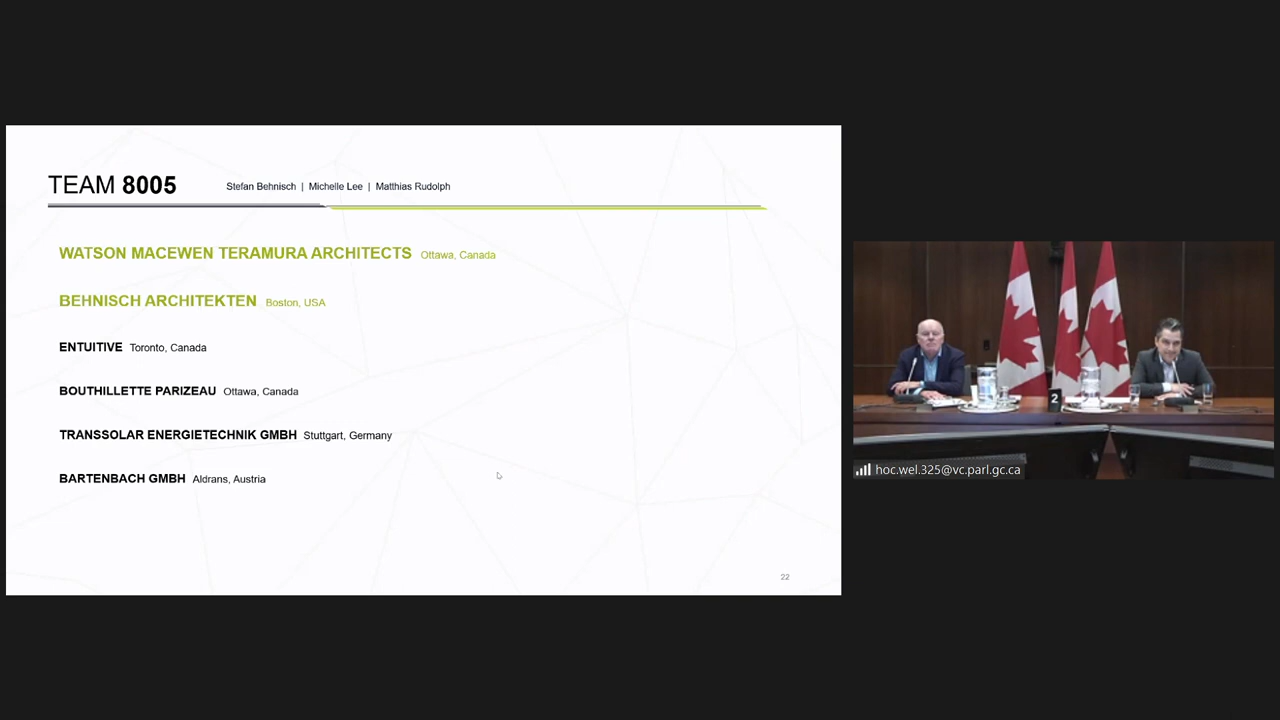 TEAM 8005 Stefan Behnisch | Michelle Lee | Matthias Rudolph
WATSON MACEWEN TERAMURA ARCHITECTS Ottawa, Canada
BEHNISCH ARCHITEKTEN Boston, USA
ENTUITIVE Toronto, Canada
BOUTHILLETTE PARIZEAU Ottawa, Canada
TRANSSOLAR ENERGIETECHNIK GMBH Stuttgart, Germany
BARTENBACH GMBH Aldrans, Austria
22
2
hoc.wel.325@vc.parl.gc.ca